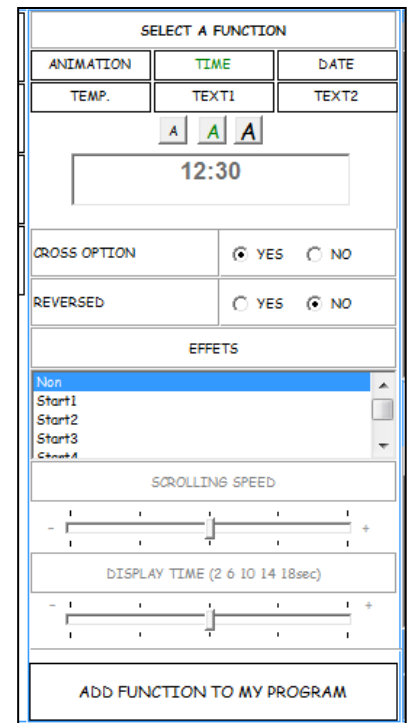 SELECT A FUNCTION
ANIMATION TIME DATE
TEMP. TEXT1 TEXT2
A A A
12:30
CROSS OPTION YES NO
REVERSED YES NO
EFFETS
Non
Start1
Start2
Start3
Start4
SCROLLING SPEED
- +
DISPLAY TIME (2 6 10 14 18sec)
- +
ADD FUNCTION TO MY PROGRAM